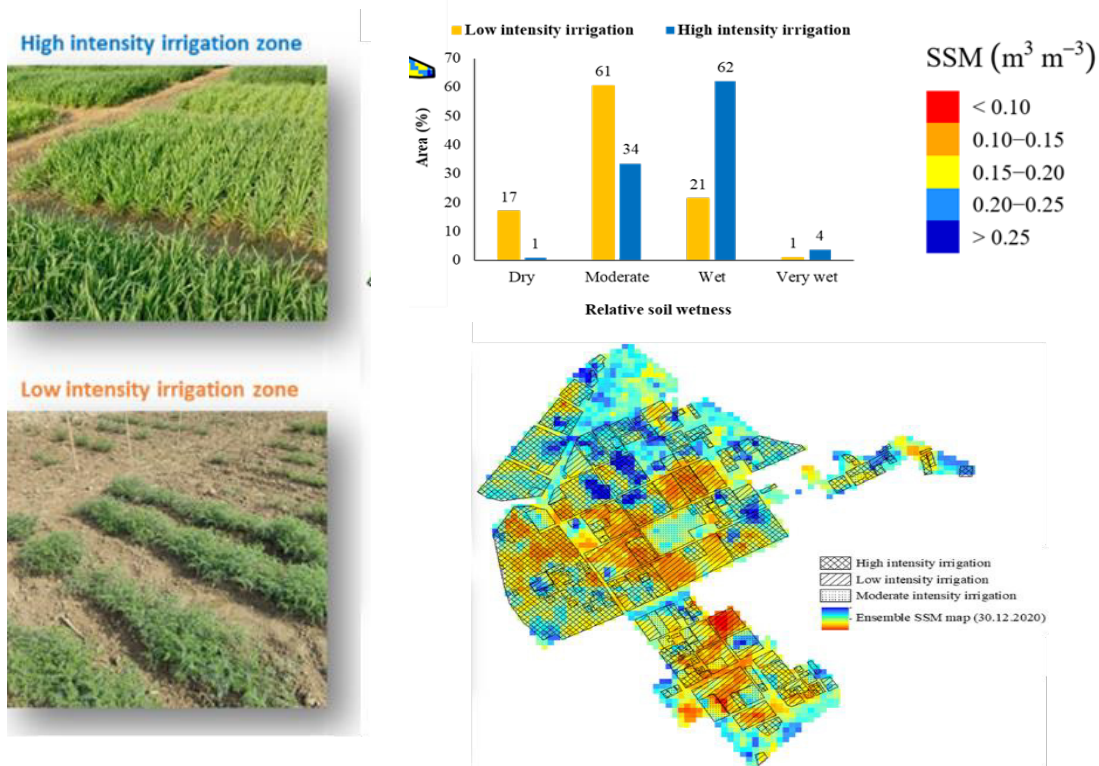 High intensity irrigation zone
Low intensity irrigation zone
Low intensity irrigation High intensity irrigation
Area (%)
70
60
50
40
30
20
10
0
17
1
61
34
21
62
1
4
Dry Moderate Wet Very wet
Relative soil wetness
SSM (m³ m⁻³)
< 0.10
0.10–0.15
0.15–0.20
0.20–0.25
> 0.25
High intensity irrigation
Low intensity irrigation
Moderate intensity irrigation
Ensemble SSM map (30.12.2020)